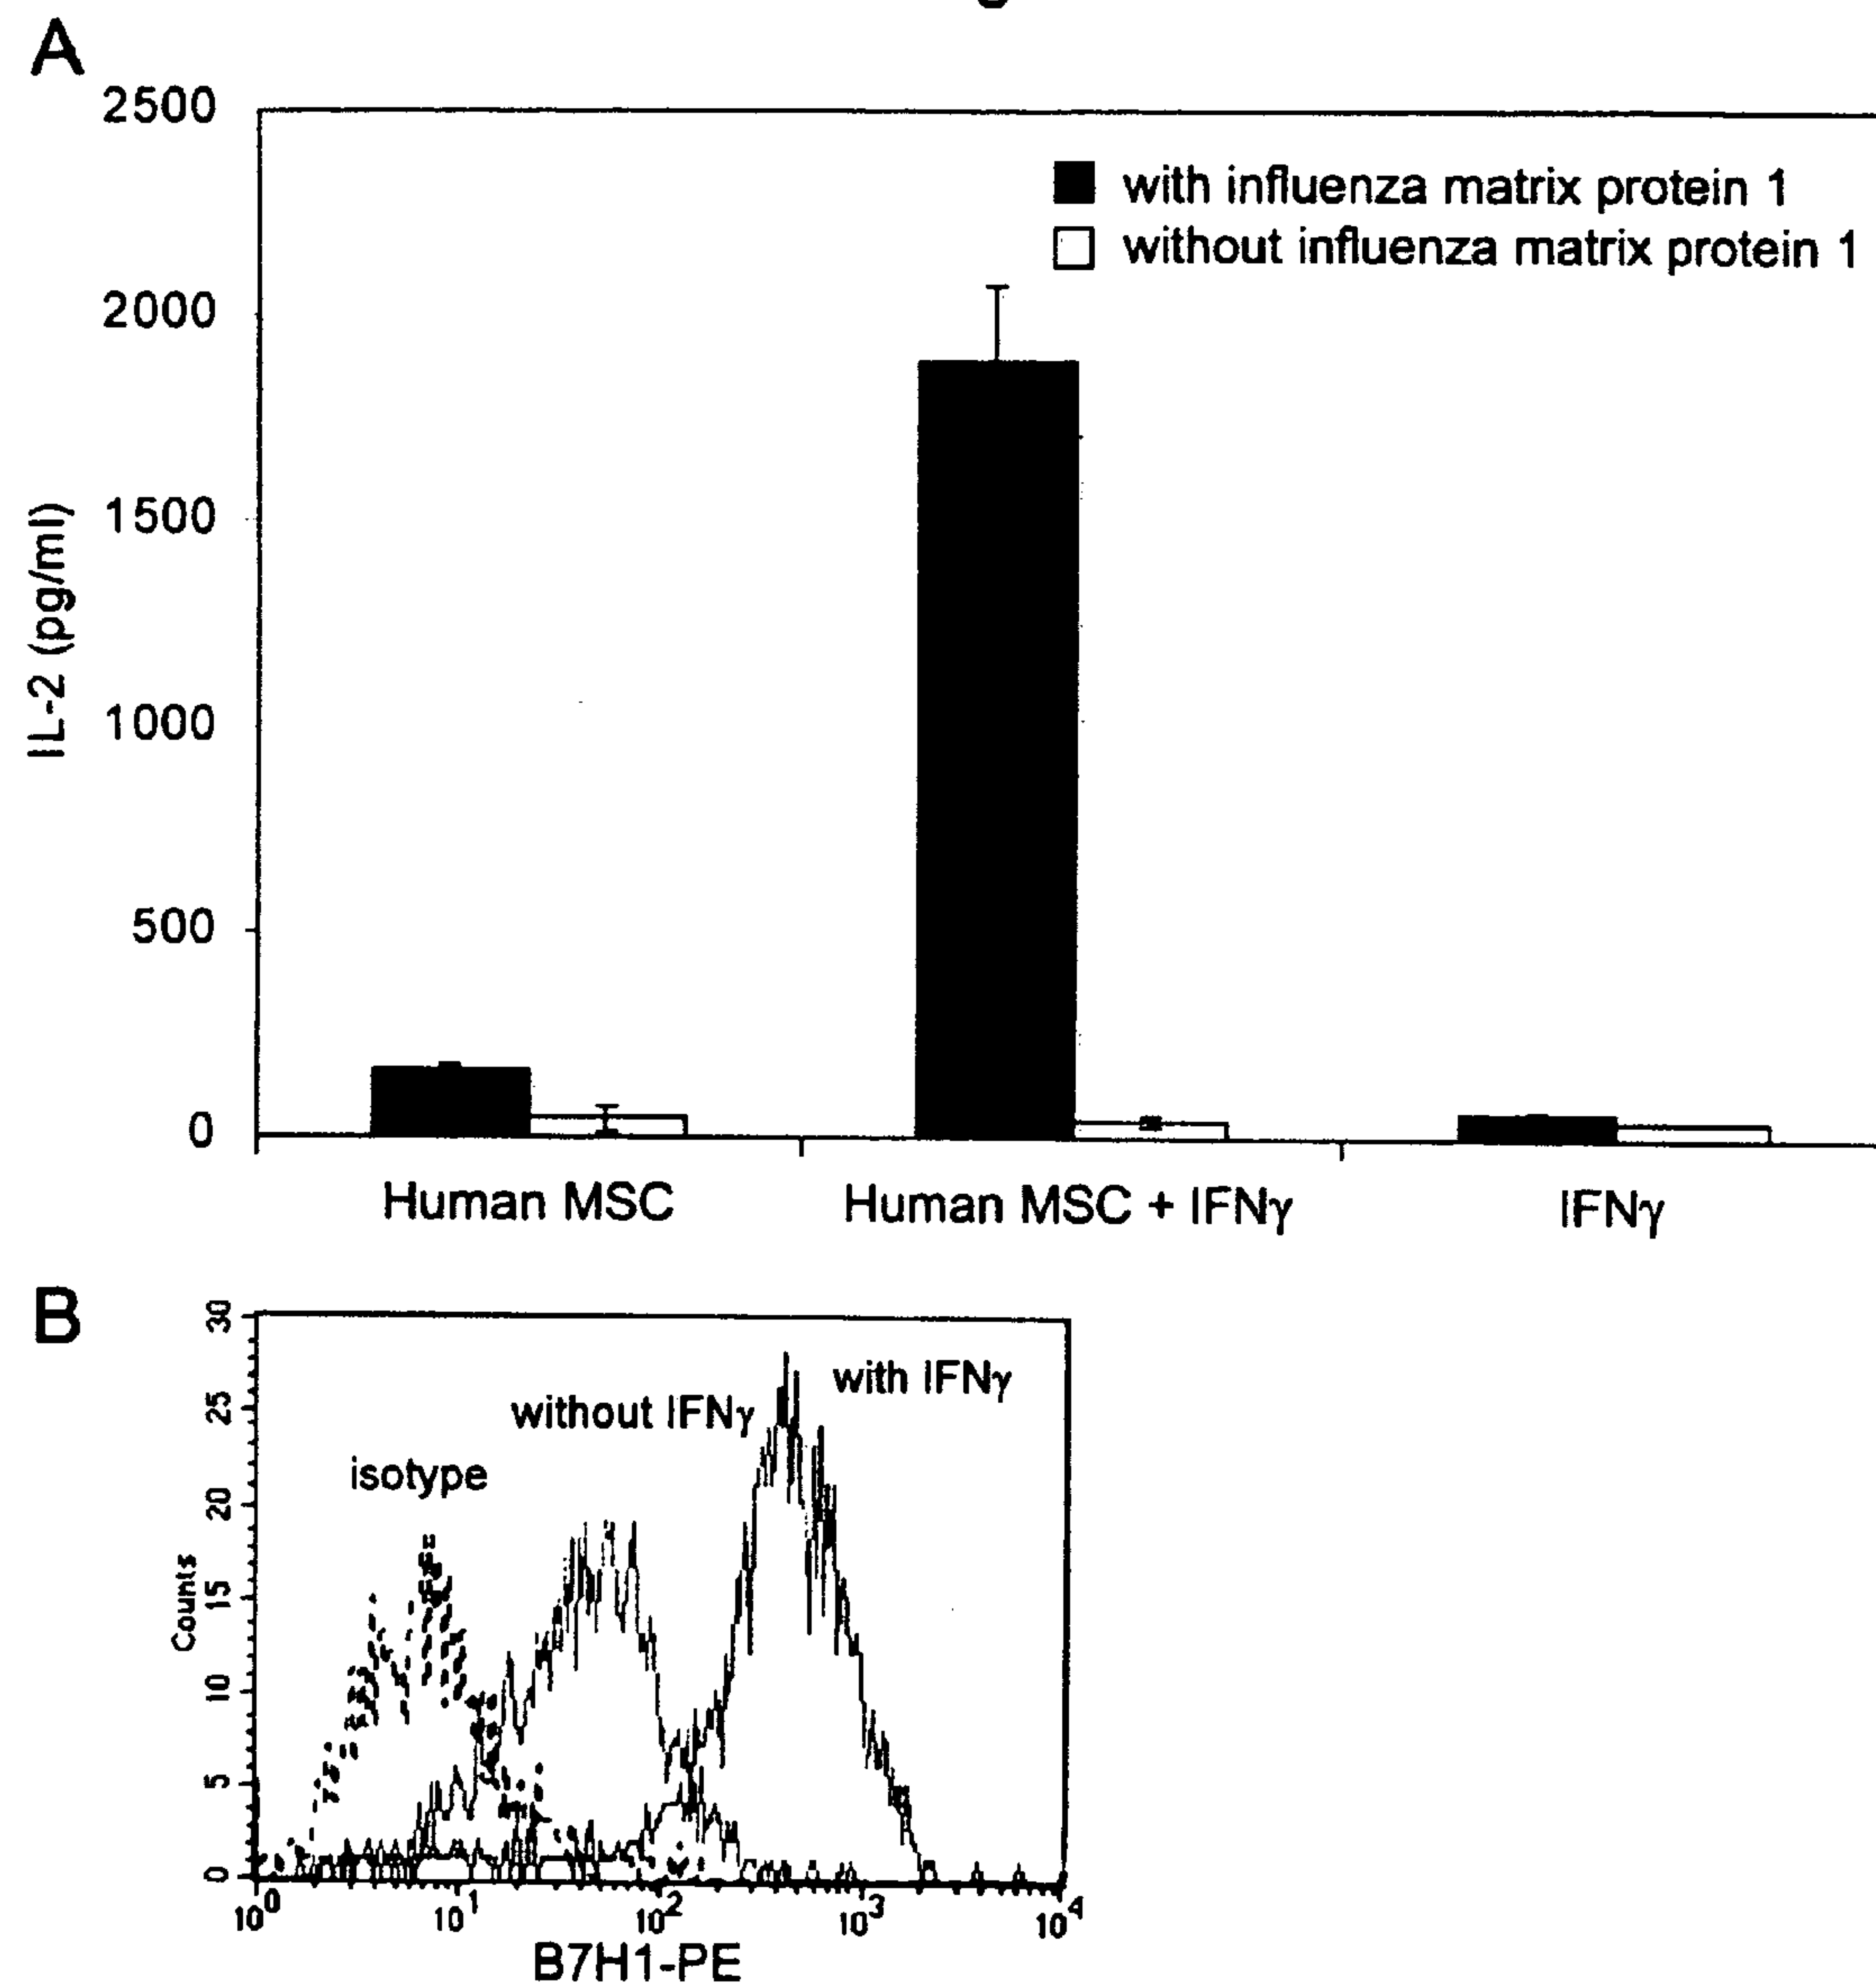 A
2500
with influenza matrix protein 1
without influenza matrix protein 1
2000
1500
1000
500
0
IL-2 (pg/ml)
Human MSC
Human MSC + IFNγ
IFNγ
B
30
25
20
15
10
5
0
Counts
isotype
without IFNγ
with IFNγ
10⁰
10¹
10²
10³
10⁴
B7H1-PE